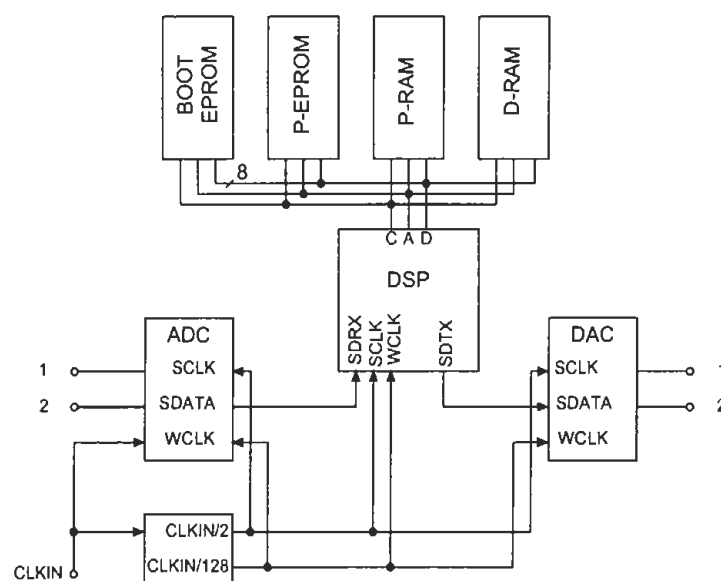 BOOT
EPROM
P-EPROM
P-RAM
D-RAM
8
C A D
DSP
SDRX
SCLK
WCLK
SDTX
ADC
SCLK
SDATA
WCLK
1
2
DAC
SCLK
SDATA
WCLK
1
2
CLKIN/2
CLKIN/128
CLKIN